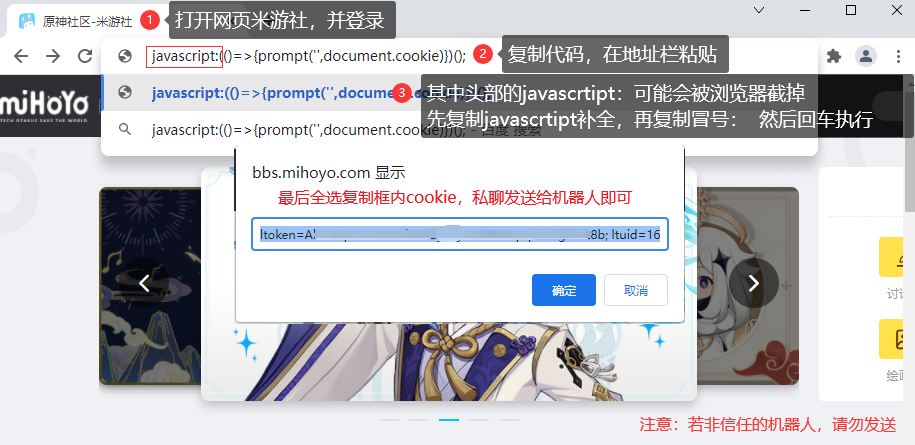 原神社区-米游社
1 打开网页米游社，并登录
javascript:(()=>{prompt('',document.cookie)})();
2 复制代码，在地址栏粘贴
javascript:(()=>{prompt('',document.c
3 其中头部的javascrtipt：可能会被浏览器截掉
先复制javascrtipt补全，再复制冒号： 然后回车执行
javascript:(()=>{prompt('',document.cookie)})(); - 百度 搜索
miHoYo
TECH OTAKUS SAVE THE WORLD
bbs.mihoyo.com 显示
最后全选复制框内cookie，私聊发送给机器人即可
ltoken=A
8b; ltuid=16
确定
取消
讨
绘画
注意：若非信任的机器人，请勿发送